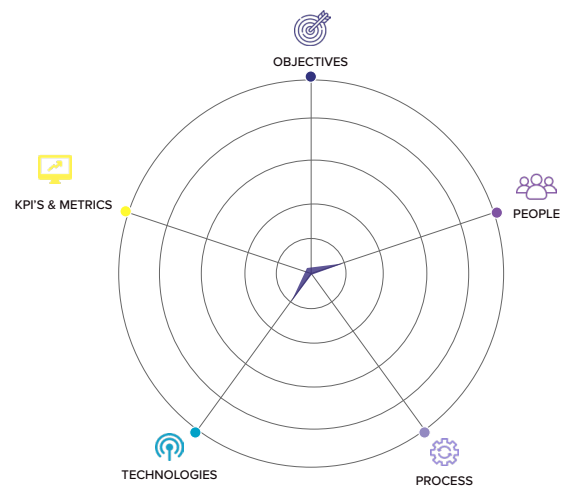 OBJECTIVES
KPI'S & METRICS
PEOPLE
TECHNOLOGIES
PROCESS